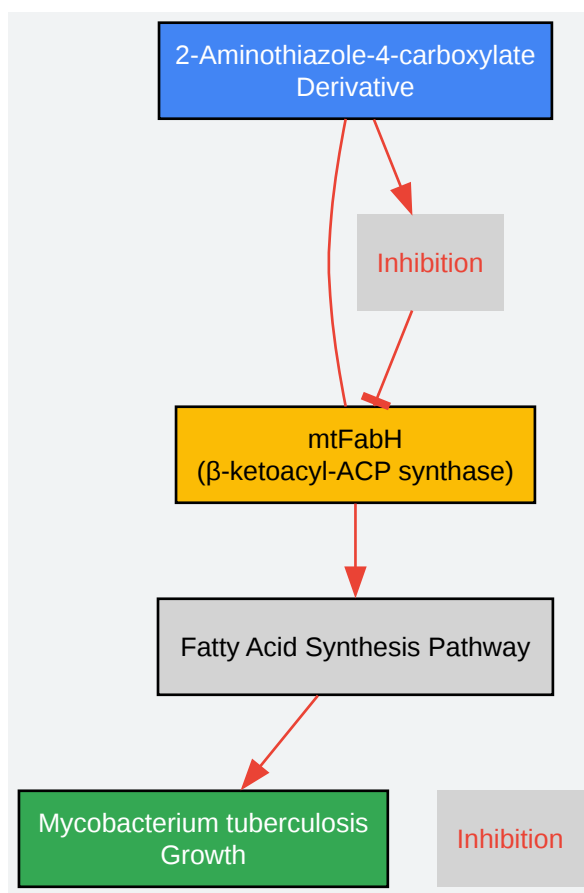 2-Aminothiazole-4-carboxylate
Derivative
Inhibition
mtFabH
(β-ketoacyl-ACP synthase)
Fatty Acid Synthesis Pathway
Mycobacterium tuberculosis
Growth
Inhibition